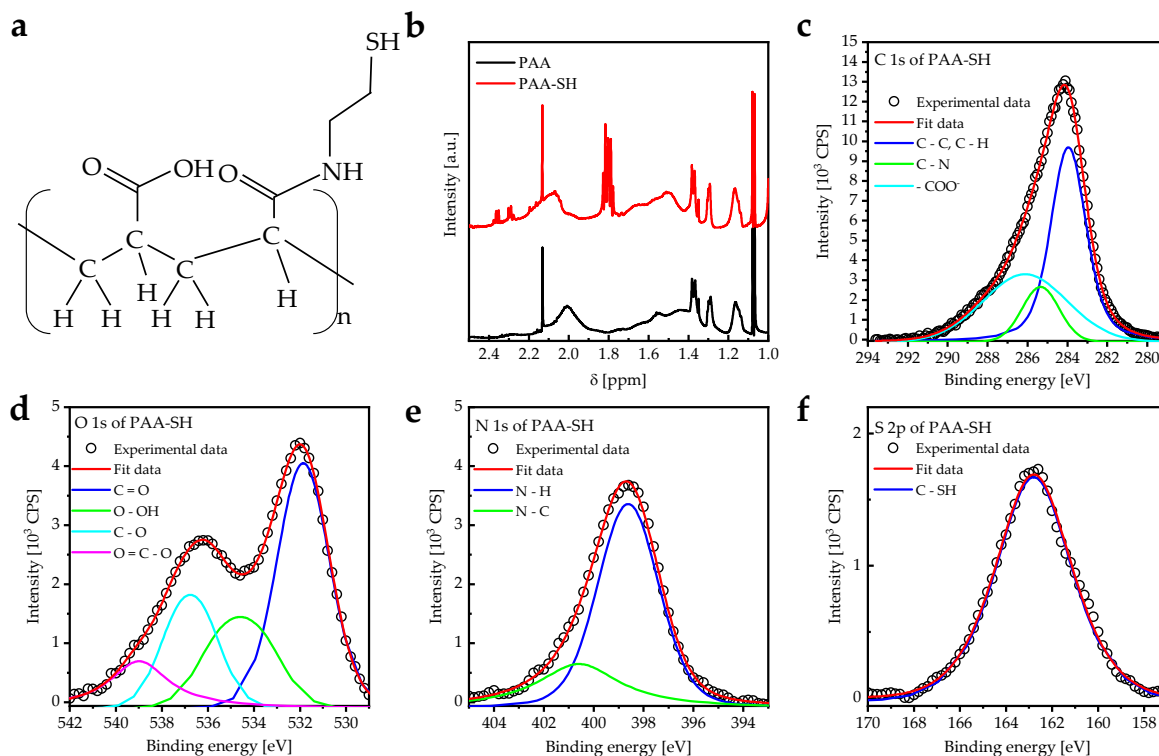 a
SH
O
OH
O
NH
C
C
C
H
C
C
H
H
H
H
H
H
n
b
PAA
PAA-SH
Intensity [a.u.]
2.4 2.2 2.0 1.8 1.6 1.4 1.2 1.0
δ [ppm]
c
C 1s of PAA-SH
Experimental data
Fit data
C - C, C - H
C - N
- COO-
Intensity [10³ CPS]
15
14
13
12
11
10
9
8
7
6
5
4
3
2
1
0
294 292 290 288 286 284 282 280
Binding energy [eV]
d
O 1s of PAA-SH
Experimental data
Fit data
C = O
O - OH
C - O
O = C - O
Intensity [10³ CPS]
5
4
3
2
1
0
542 540 538 536 534 532 530
Binding energy [eV]
e
N 1s of PAA-SH
Experimental data
Fit data
N - H
N - C
Intensity [10³ CPS]
5
4
3
2
1
0
404 402 400 398 396 394
Binding energy [eV]
f
S 2p of PAA-SH
Experimental data
Fit data
C - SH
Intensity [10³ CPS]
2
1
0
170 168 166 164 162 160 158
Binding energy [eV]